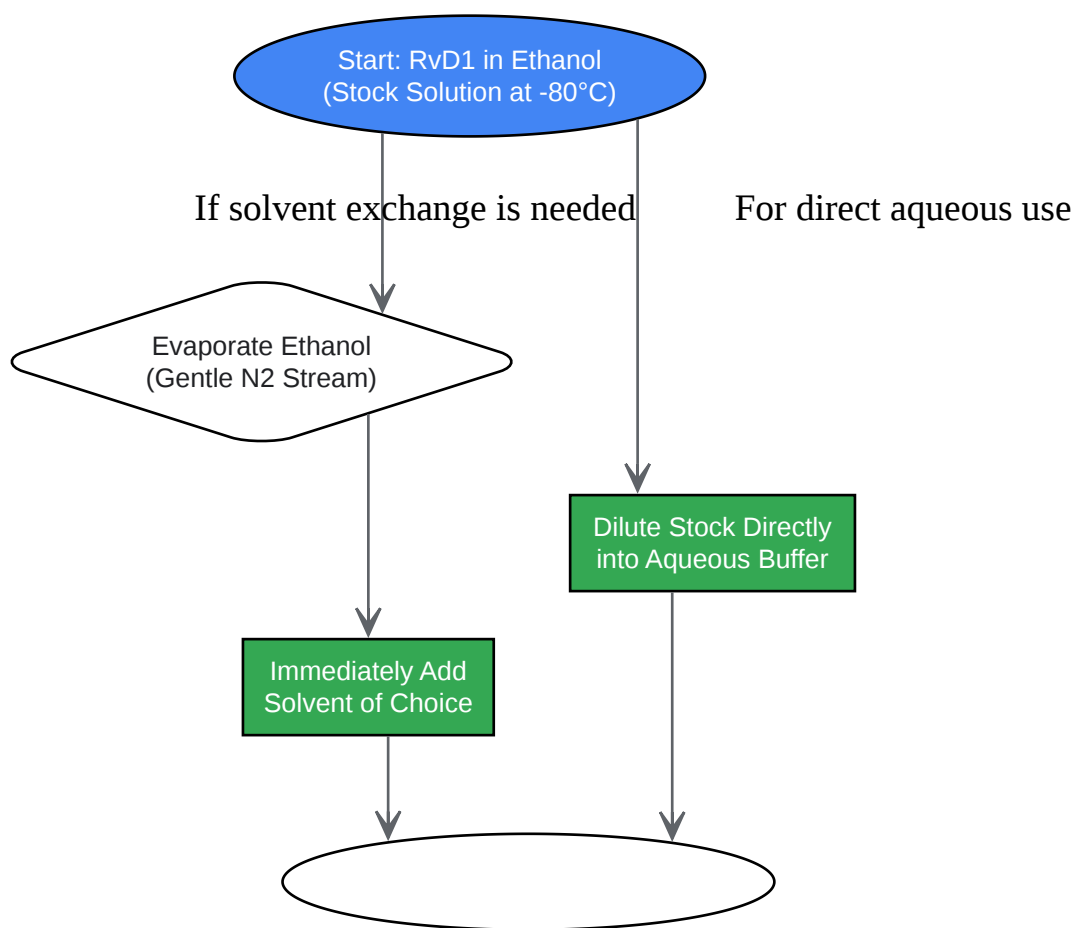 Start: RvD1 in Ethanol
(Stock Solution at -80°C)
If solvent exchange is needed
For direct aqueous use
Evaporate Ethanol
(Gentle N2 Stream)
Dilute Stock Directly
into Aqueous Buffer
Immediately Add
Solvent of Choice